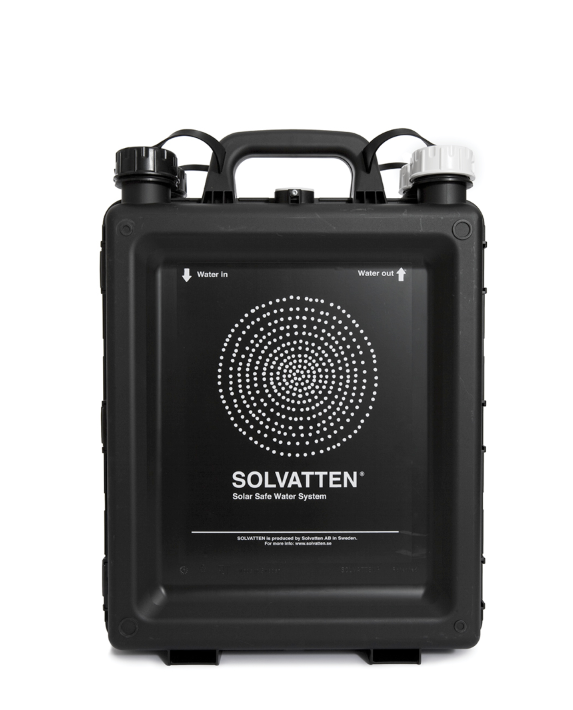 Water in
Water out
SOLVATTEN®
Solar Safe Water System
SOLVATTEN is produced by Solvatten AB in Sweden.
For more info: www.solvatten.se